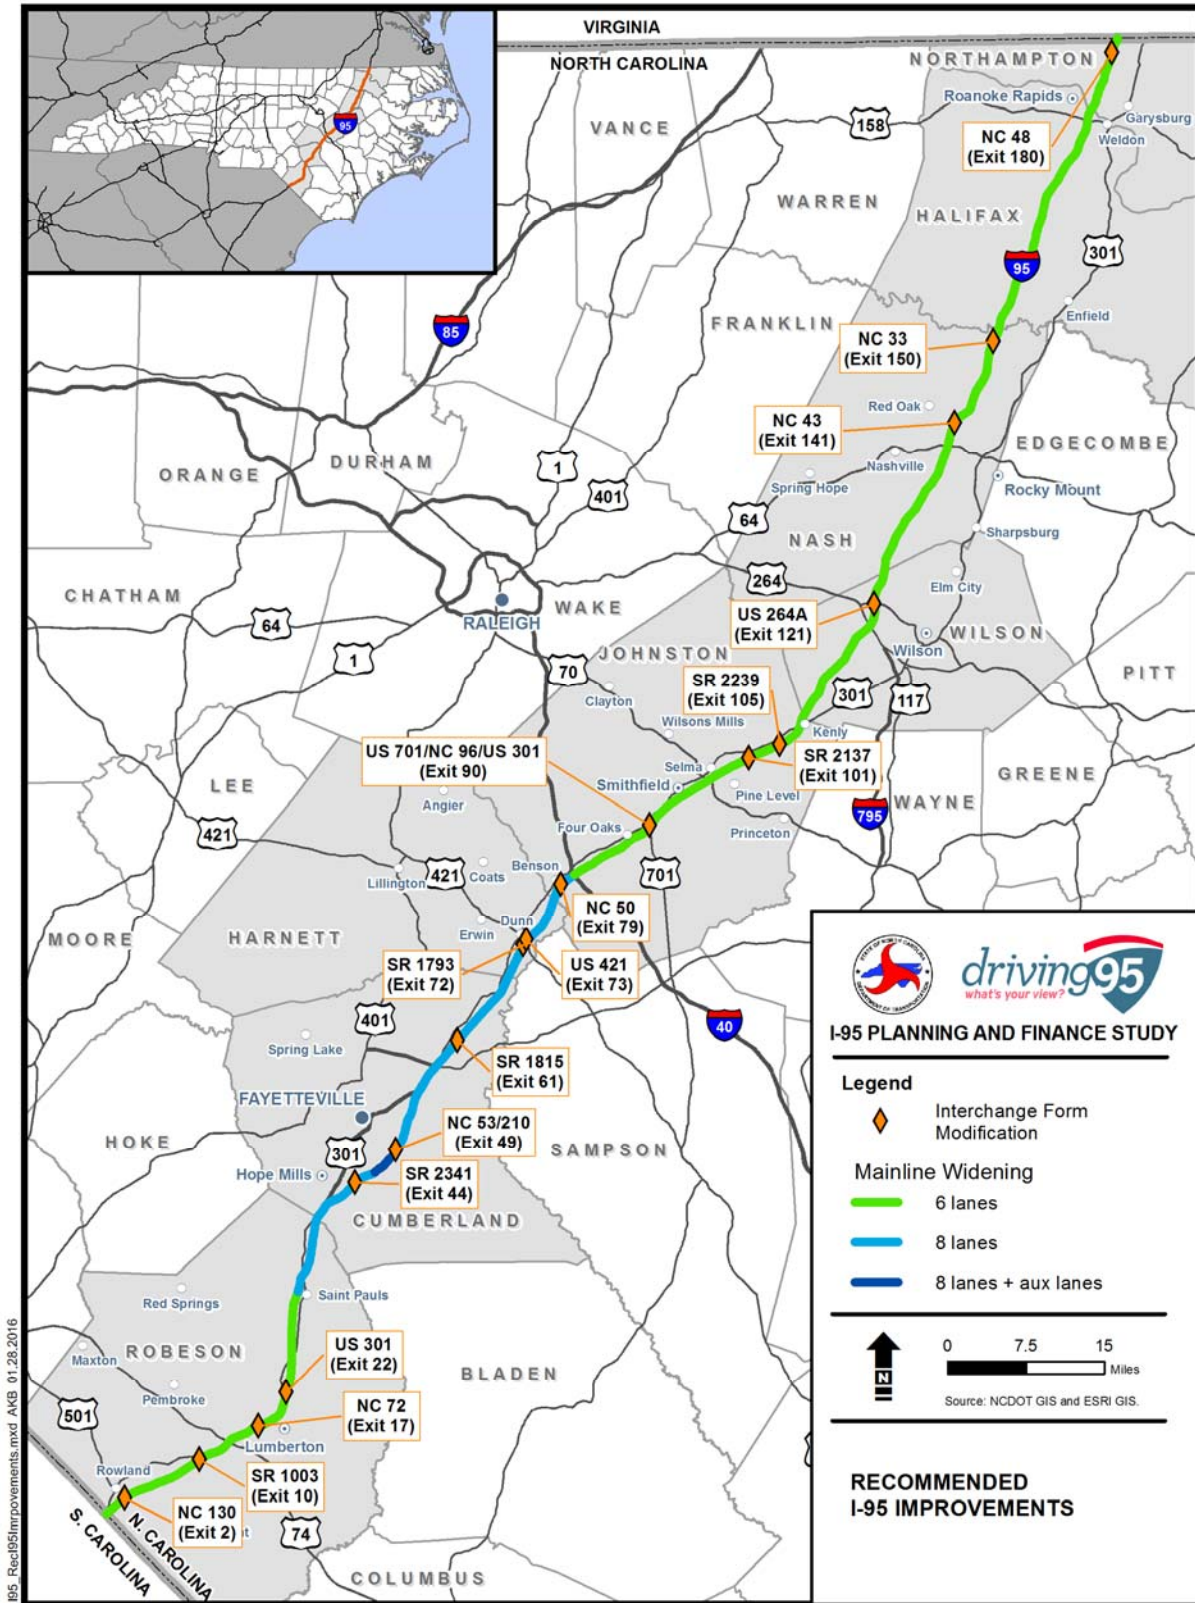 VIRGINIA
NORTH CAROLINA
95
NORTHAMPTON
Roanoke Rapids
Garysburg
Weldon
158
VANCE
NC 48
(Exit 180)
WARREN
HALIFAX
301
95
Enfield
85
FRANKLIN
NC 33
(Exit 150)
Red Oak
NC 43
(Exit 141)
EDGECOMBE
ORANGE
DURHAM
1
401
Nashville
Spring Hope
Rocky Mount
64
NASH
Sharpsburg
264
Elm City
CHATHAM
64
RALEIGH
WAKE
US 264A
(Exit 121)
WILSON
Wilson
1
70
JOHNSTON
PITT
SR 2239
(Exit 105)
Clayton
301
117
Wilsons Mills
Kenly
US 701/NC 96/US 301
(Exit 90)
SR 2137
(Exit 101)
Selma
Smithfield
Pine Level
GREENE
LEE
Angier
WAYNE
795
421
Four Oaks
Princeton
Benson
Lillington
421
Coats
701
NC 50
(Exit 79)
Dunn
Erwin
MOORE
HARNETT
SR 1793
(Exit 72)
US 421
(Exit 73)
401
40
Spring Lake
SR 1815
(Exit 61)
FAYETTEVILLE
HOKE
NC 53/210
(Exit 49)
SAMPSON
301
Hope Mills
SR 2341
(Exit 44)
CUMBERLAND
Red Springs
Saint Pauls
Maxton
ROBESON
US 301
(Exit 22)
BLADEN
Pembroke
501
NC 72
(Exit 17)
Lumberton
Rowland
SR 1003
(Exit 10)
NC 130
(Exit 2)
74
N. CAROLINA
S. CAROLINA
COLUMBUS
STATE OF NORTH CAROLINA
DEPARTMENT OF TRANSPORTATION
driving95
what's your view?
I-95 PLANNING AND FINANCE STUDY
Legend
Interchange Form
Modification
Mainline Widening
6 lanes
8 lanes
8 lanes + aux lanes
N
0 7.5 15
Miles
Source: NCDOT GIS and ESRI GIS.
RECOMMENDED
I-95 IMPROVEMENTS
I95_RecI95Imrpovements.mxd AKB 01.28.2016